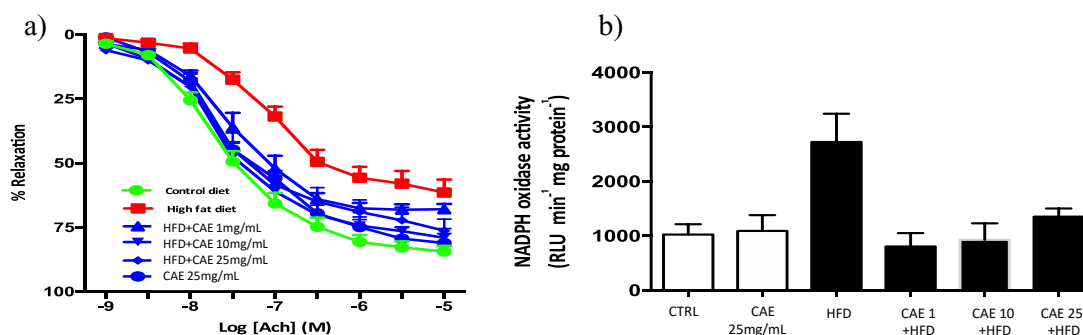 a)
% Relaxation
0
25
50
75
100
Control diet
High fat diet
HFD+CAE 1mg/mL
HFD+CAE 10mg/mL
HFD+CAE 25mg/mL
CAE 25mg/mL
-9
-8
-7
-6
-5
Log [Ach] (M)
b)
NADPH oxidase activity
(RLU min⁻¹ mg protein⁻¹)
4000
3000
2000
1000
0
CTRL
CAE
25mg/mL
HFD
CAE 1
+HFD
CAE 10
+HFD
CAE 25
+HFD